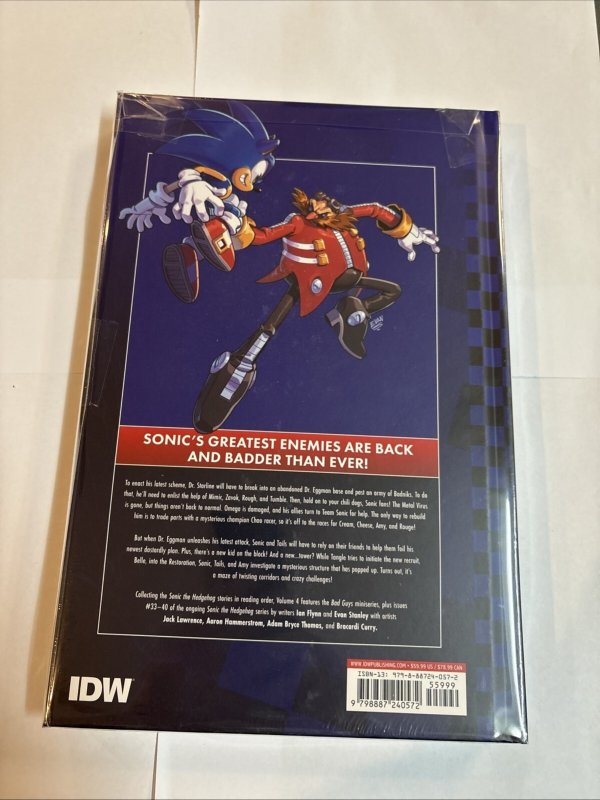 EVAN
SONIC'S GREATEST ENEMIES ARE BACK
AND BADDER THAN EVER!
To enact his latest scheme, Dr. Starline will have to break into an abandoned Dr. Eggman base and pest an army of Badniks. To do
that, he'll need to enlist the help of Mimic, Zavok, Rough, and Tumble. Then, hold on to your chili dogs, Sonic fans! The Metal Virus
is gone, but things aren't back to normal. Omega is damaged, and his allies turn to Team Sonic for help. The only way to rebuild
him is to trade parts with a mysterious champion Chao racer, so it's off to the races for Cream, Cheese, Amy, and Rouge!
But when Dr. Eggman unleashes his latest attack, Sonic and Tails will have to rely on their friends to help them foil his
newest dasterdly plan. Plus, there's a new kid on the block! And a new...tower? While Tangle tries to initiate the new recruit,
Belle, into the Restoration, Sonic, Tails, and Amy investigate a mysterious structure that has popped up. Turns out, it's
a maze of twisting corridors and crazy challenges!
Collecting the Sonic the Hedgehog stories in reading order, Volume 4 features the Bad Guys miniseries, plus issues
#33–40 of the ongoing Sonic the Hedgehog series by writers Ian Flynn and Evan Stanley with artists
Jack Lawrence, Aaron Hammerstrom, Adam Bryce Thomas, and Bracardi Curry.
WWW.IDWPUBLISHING.COM • $59.99 US / $78.99 CAN
ISBN-13: 979-8-88724-057-2
55999
9 798887 240572
IDW